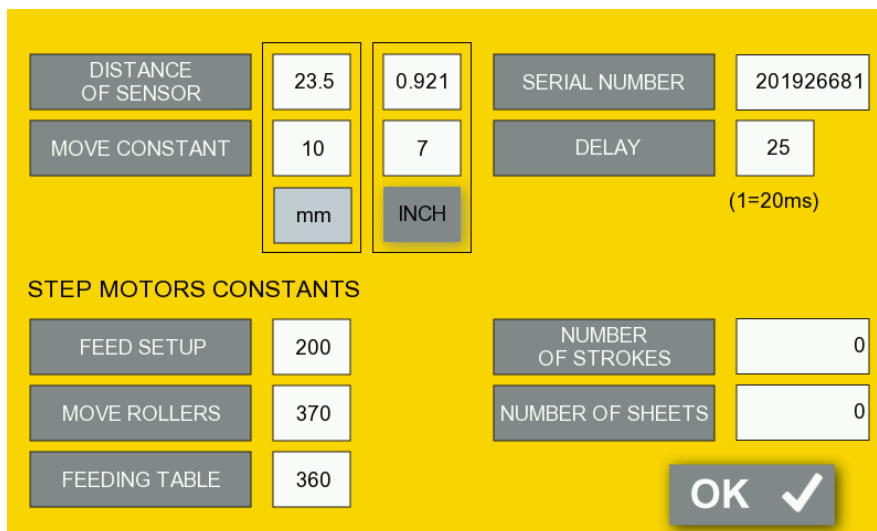 DISTANCE
OF SENSOR
23.5
0.921
SERIAL NUMBER
201926681
MOVE CONSTANT
10
7
DELAY
25
mm
INCH
(1=20ms)
STEP MOTORS CONSTANTS
FEED SETUP
200
NUMBER
OF STROKES
0
MOVE ROLLERS
370
NUMBER OF SHEETS
0
FEEDING TABLE
360
OK